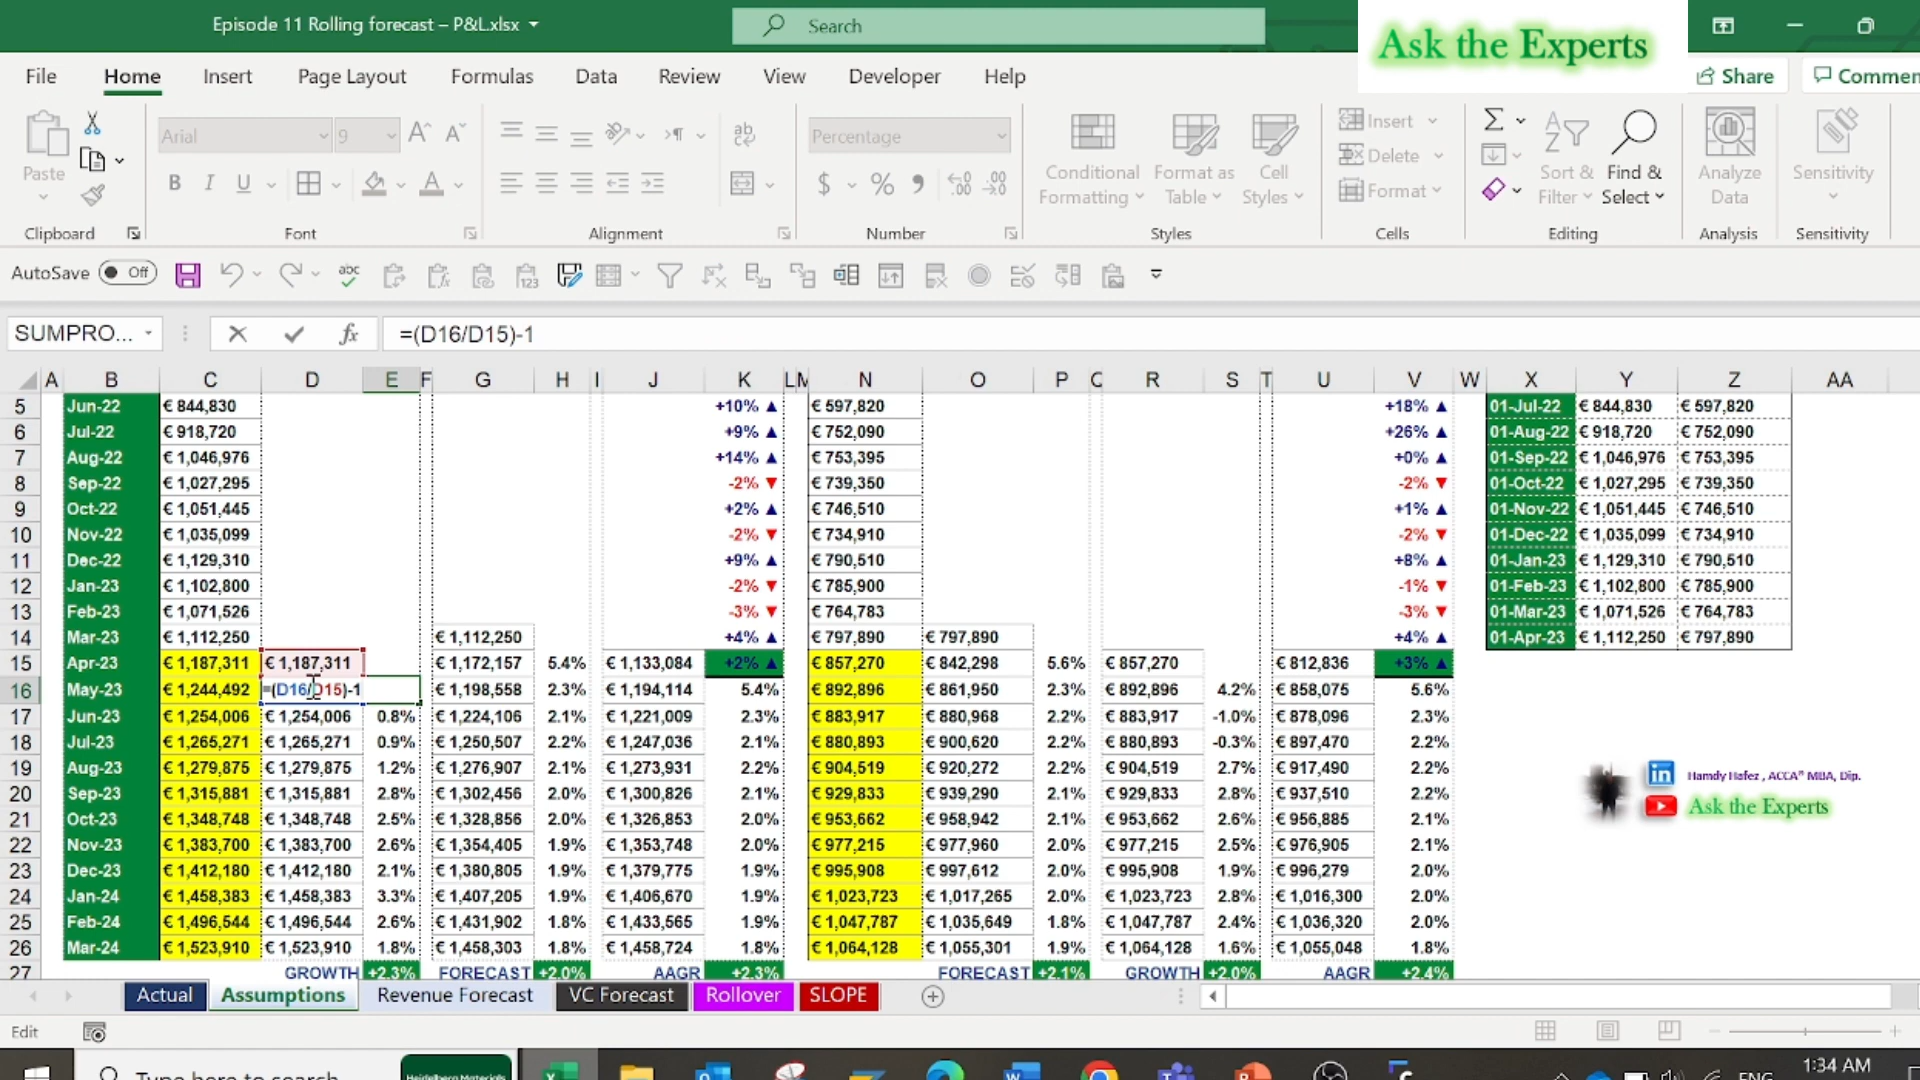 Episode 11 Rolling forecast – P&L.xlsx
Search
Ask the Experts
File Home Insert Page Layout Formulas Data Review View Developer Help
Share
Commen
Paste
Arial 9
Percentage
Conditional Formatting
Format as Table
Cell Styles
Insert
Delete
Format
Sort & Filter
Find & Select
Analyze Data
Sensitivity
Clipboard Font Alignment Number Styles Cells Editing Analysis Sensitivity
AutoSave Off
SUMPRO... fx =(D16/D15)-1
A B C D E F G H I J K L M N O P Q R S T U V W X Y Z AA
5 Jun-22 € 844,830 +10% ▲ € 597,820 +18% ▲ 01-Jul-22 € 844,830 € 597,820
6 Jul-22 € 918,720 +9% ▲ € 752,090 +26% ▲ 01-Aug-22 € 918,720 € 752,090
7 Aug-22 € 1,046,976 +14% ▲ € 753,395 +0% ▲ 01-Sep-22 € 1,046,976 € 753,395
8 Sep-22 € 1,027,295 -2% ▼ € 739,350 -2% ▼ 01-Oct-22 € 1,027,295 € 739,350
9 Oct-22 € 1,051,445 +2% ▲ € 746,510 +1% ▲ 01-Nov-22 € 1,051,445 € 746,510
10 Nov-22 € 1,035,099 -2% ▼ € 734,910 -2% ▼ 01-Dec-22 € 1,035,099 € 734,910
11 Dec-22 € 1,129,310 +9% ▲ € 790,510 +8% ▲ 01-Jan-23 € 1,129,310 € 790,510
12 Jan-23 € 1,102,800 -2% ▼ € 785,900 -1% ▼ 01-Feb-23 € 1,102,800 € 785,900
13 Feb-23 € 1,071,526 -3% ▼ € 764,783 -3% ▼ 01-Mar-23 € 1,071,526 € 764,783
14 Mar-23 € 1,112,250 € 1,112,250 +4% ▲ € 797,890 € 797,890 +4% ▲ 01-Apr-23 € 1,112,250 € 797,890
15 Apr-23 € 1,187,311 € 1,187,311 € 1,172,157 5.4% € 1,133,084 +2% ▲ € 857,270 € 842,298 5.6% € 857,270 € 812,836 +3% ▲
16 May-23 € 1,244,492 =(D16/D15)-1 € 1,198,558 2.3% € 1,194,114 5.4% € 892,896 € 861,950 2.3% € 892,896 4.2% € 858,075 5.6%
17 Jun-23 € 1,254,006 € 1,254,006 0.8% € 1,224,106 2.1% € 1,221,009 2.3% € 883,917 € 880,968 2.2% € 883,917 -1.0% € 878,096 2.3%
18 Jul-23 € 1,265,271 € 1,265,271 0.9% € 1,250,507 2.2% € 1,247,036 2.1% € 880,893 € 900,620 2.2% € 880,893 -0.3% € 897,470 2.2%
19 Aug-23 € 1,279,875 € 1,279,875 1.2% € 1,276,907 2.1% € 1,273,931 2.2% € 904,519 € 920,272 2.2% € 904,519 2.7% € 917,490 2.2%
20 Sep-23 € 1,315,881 € 1,315,881 2.8% € 1,302,456 2.0% € 1,300,826 2.1% € 929,833 € 939,290 2.1% € 929,833 2.8% € 937,510 2.2%
21 Oct-23 € 1,348,748 € 1,348,748 2.5% € 1,328,856 2.0% € 1,326,853 2.0% € 953,662 € 958,942 2.1% € 953,662 2.6% € 956,885 2.1%
22 Nov-23 € 1,383,700 € 1,383,700 2.6% € 1,354,405 1.9% € 1,353,748 2.0% € 977,215 € 977,960 2.0% € 977,215 2.5% € 976,905 2.1%
23 Dec-23 € 1,412,180 € 1,412,180 2.1% € 1,380,805 1.9% € 1,379,775 1.9% € 995,908 € 997,612 2.0% € 995,908 1.9% € 996,279 2.0%
24 Jan-24 € 1,458,383 € 1,458,383 3.3% € 1,407,205 1.9% € 1,406,670 1.9% € 1,023,723 € 1,017,265 2.0% € 1,023,723 2.8% € 1,016,300 2.0%
25 Feb-24 € 1,496,544 € 1,496,544 2.6% € 1,431,902 1.8% € 1,433,565 1.9% € 1,047,787 € 1,035,649 1.8% € 1,047,787 2.4% € 1,036,320 2.0%
26 Mar-24 € 1,523,910 € 1,523,910 1.8% € 1,458,303 1.8% € 1,458,724 1.8% € 1,064,128 € 1,055,301 1.9% € 1,064,128 1.6% € 1,055,048 1.8%
27 GROWTH +2.3% FORECAST +2.0% AAGR +2.3% FORECAST +2.1% GROWTH +2.0% AAGR +2.4%
Hamdy Hafez , ACCA® MBA, Dip.
Ask the Experts
Actual Assumptions Revenue Forecast VC Forecast Rollover SLOPE
Edit
Type here to search
Heidelberg Materials
ENG
1:34 AM